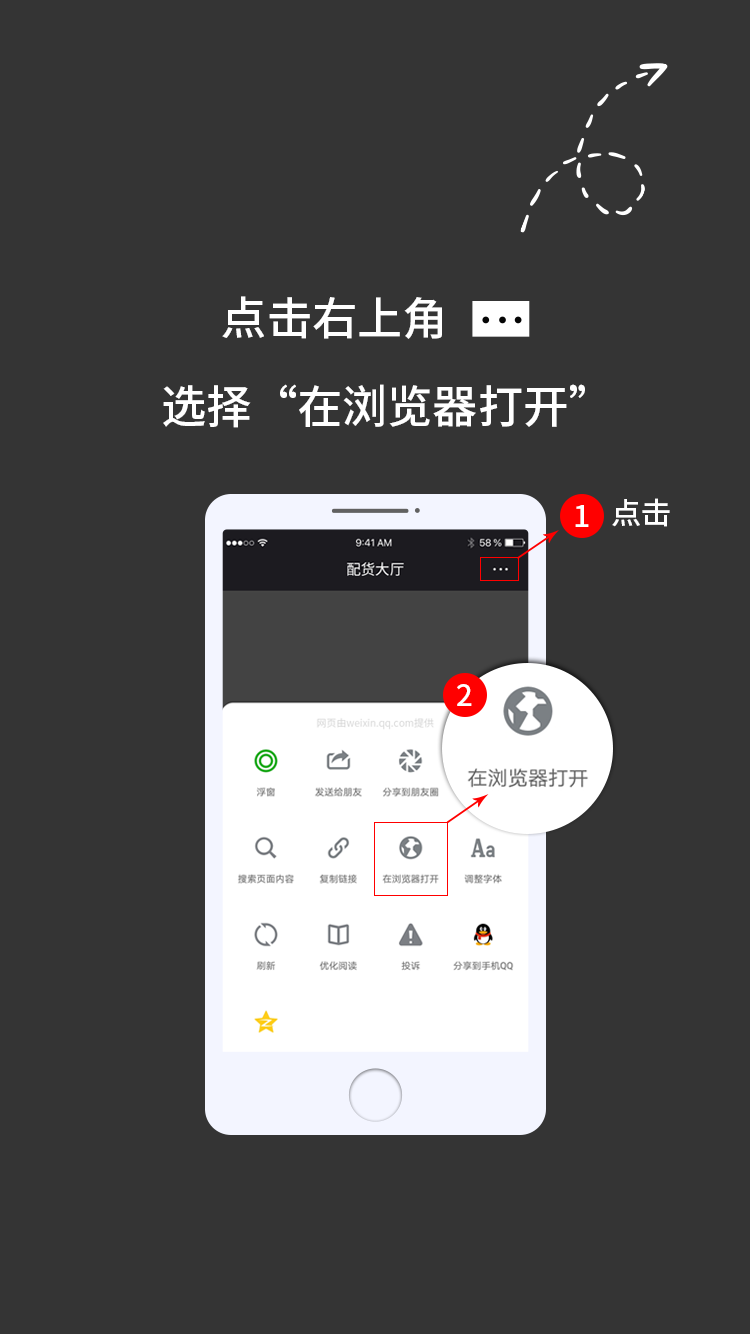 点击右上角 ...
选择“在浏览器打开”
1 点击
9:41 AM 58%
配货大厅 ...
2
在浏览器打开
网页由weixin.qq.com提供
浮窗 发送给朋友 分享到朋友圈
搜索页面内容 复制链接 在浏览器打开 Aa 调整字体
刷新 优化阅读 投诉 分享到手机QQ